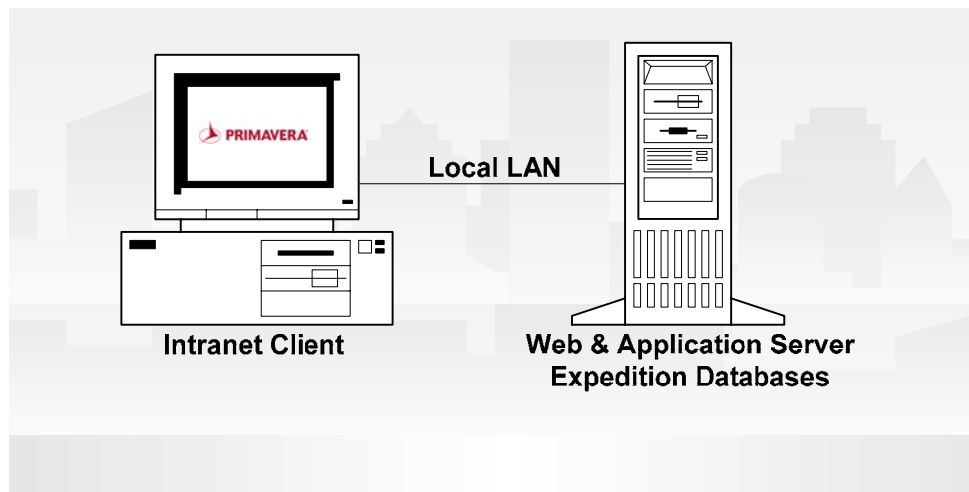 PRIMAVERA
Local LAN
Intranet Client
Web & Application Server
Expedition Databases